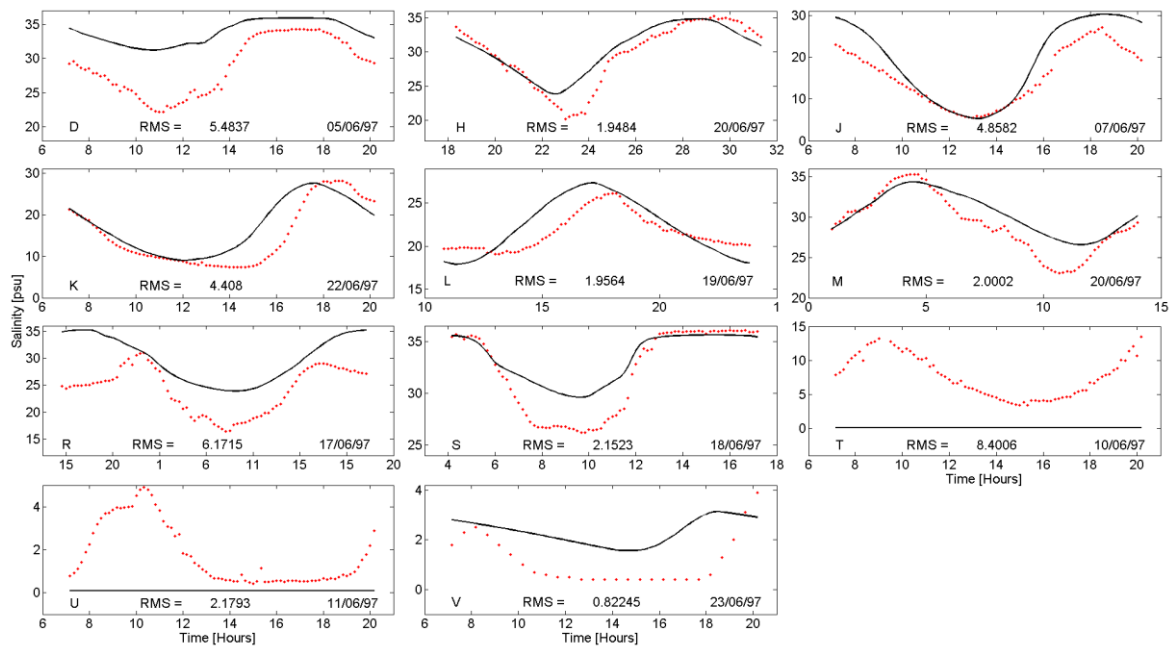 35
30
25
20
D RMS = 5.4837 05/06/97
6 8 10 12 14 16 18 20
35
30
25
20
H RMS = 1.9484 20/06/97
18 20 22 24 26 28 30 32
30
20
10
0
J RMS = 4.8582 07/06/97
6 8 10 12 14 16 18 20
30
20
10
0
K RMS = 4.408 22/06/97
6 8 10 12 14 16 18 20
30
25
20
15
L RMS = 1.9564 19/06/97
10 15 20 1
35
30
25
20
M RMS = 2.0002 20/06/97
0 5 10 15
Salinity [psu]
35
30
25
20
15
R RMS = 6.1715 17/06/97
15 20 1 6 11 15 15 20
35
30
25
S RMS = 2.1523 18/06/97
4 6 8 10 12 14 16 18
15
10
5
0
T RMS = 8.4006 10/06/97
6 8 10 12 14 16 18 20
Time [Hours]
4
2
0
U RMS = 2.1793 11/06/97
6 8 10 12 14 16 18 20
Time [Hours]
4
2
0
V RMS = 0.82245 23/06/97
6 8 10 12 14 16 18 20
Time [Hours]